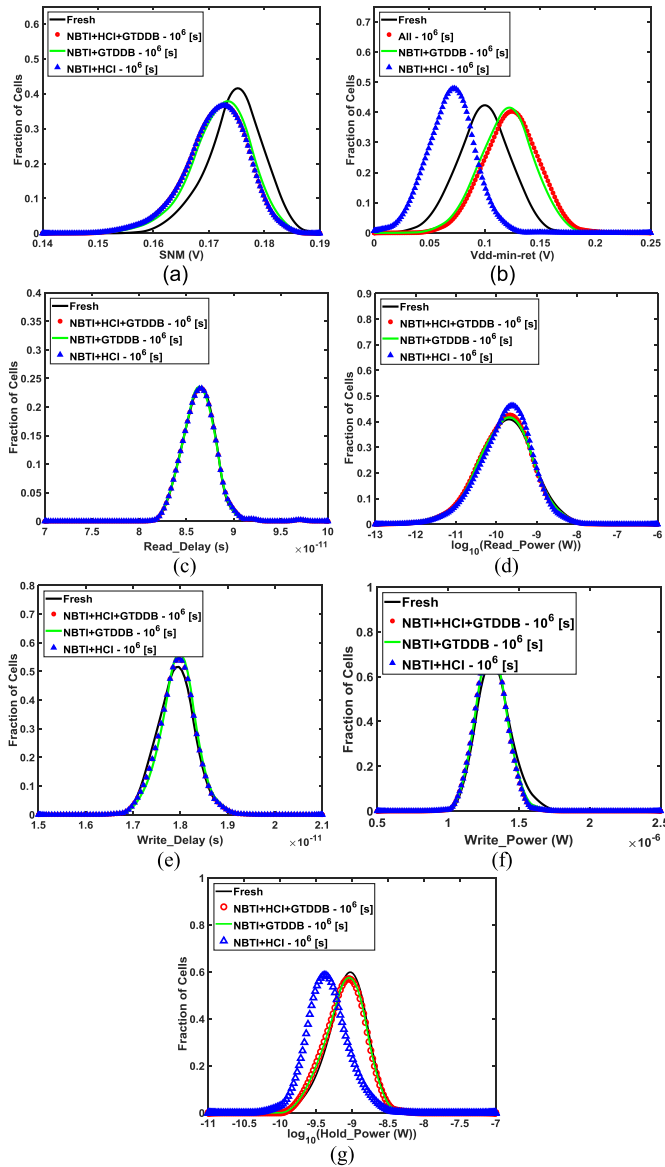 Fresh
NBTI+HCI+GTDDB - 10^6 [s]
NBTI+GTDDB - 10^6 [s]
NBTI+HCI - 10^6 [s]
0.7
0.6
0.5
0.4
0.3
0.2
0.1
0
Fraction of Cells
0.14 0.15 0.16 0.17 0.18 0.19
SNM (V)
(a)
Fresh
All - 10^6 [s]
NBTI+GTDDB - 10^6 [s]
NBTI+HCI - 10^6 [s]
0.7
0.6
0.5
0.4
0.3
0.2
0.1
0
Fraction of Cells
0 0.05 0.1 0.15 0.2 0.25
Vdd-min-ret (V)
(b)
Fresh
NBTI+HCI+GTDDB - 10^6 [s]
NBTI+GTDDB - 10^6 [s]
NBTI+HCI - 10^6 [s]
0.4
0.35
0.3
0.25
0.2
0.15
0.1
0.05
0
Fraction of Cells
7 7.5 8 8.5 9 9.5 10
Read_Delay (s) ×10^-11
(c)
Fresh
NBTI+HCI+GTDDB - 10^6 [s]
NBTI+GTDDB - 10^6 [s]
NBTI+HCI - 10^6 [s]
0.9
0.8
0.7
0.6
0.5
0.4
0.3
0.2
0.1
0
Fraction of Cells
-13 -12 -11 -10 -9 -8 -7 -6
log10(Read_Power (W))
(d)
Fresh
NBTI+HCI+GTDDB - 10^6 [s]
NBTI+GTDDB - 10^6 [s]
NBTI+HCI - 10^6 [s]
0.8
0.7
0.6
0.5
0.4
0.3
0.2
0.1
0
Fraction of Cells
1.5 1.6 1.7 1.8 1.9 2 2.1
Write_Delay (s) ×10^-11
(e)
Fresh
NBTI+HCI+GTDDB - 10^6 [s]
NBTI+GTDDB - 10^6 [s]
NBTI+HCI - 10^6 [s]
1
0.8
0.6
0.4
0.2
0
Fraction of Cells
0.5 1 1.5 2 2.5
Write_Power (W) ×10^-6
(f)
Fresh
NBTI+HCI+GTDDB - 10^6 [s]
NBTI+GTDDB - 10^6 [s]
NBTI+HCI - 10^6 [s]
1
0.8
0.6
0.4
0.2
0
Fraction of Cells
-11 -10.5 -10 -9.5 -9 -8.5 -8 -7.5 -7
log10(Hold_Power (W))
(g)